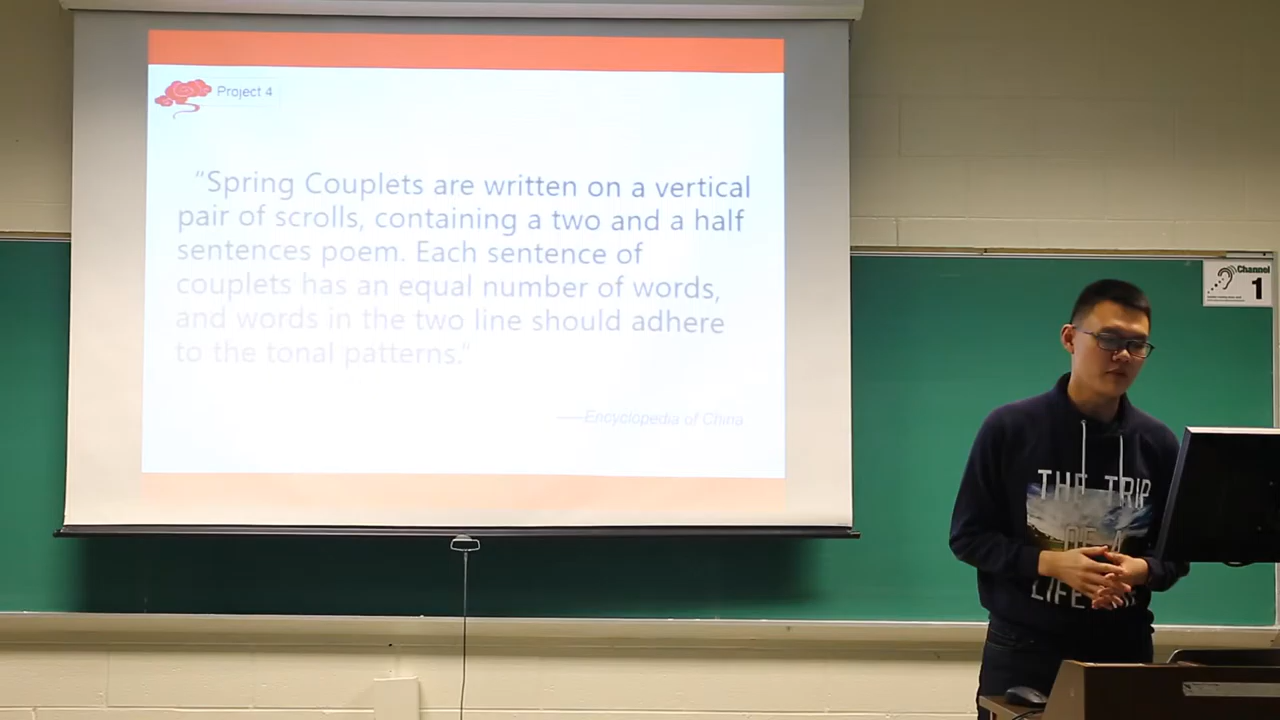 Project 4
“Spring Couplets are written on a vertical
pair of scrolls, containing a two and a half
sentences poem. Each sentence of
couplets has an equal number of words,
and words in the two line should adhere
to the tonal patterns.”
——Encyclopedia of China
Channel
1
THE TRIP
OF A
LIFE